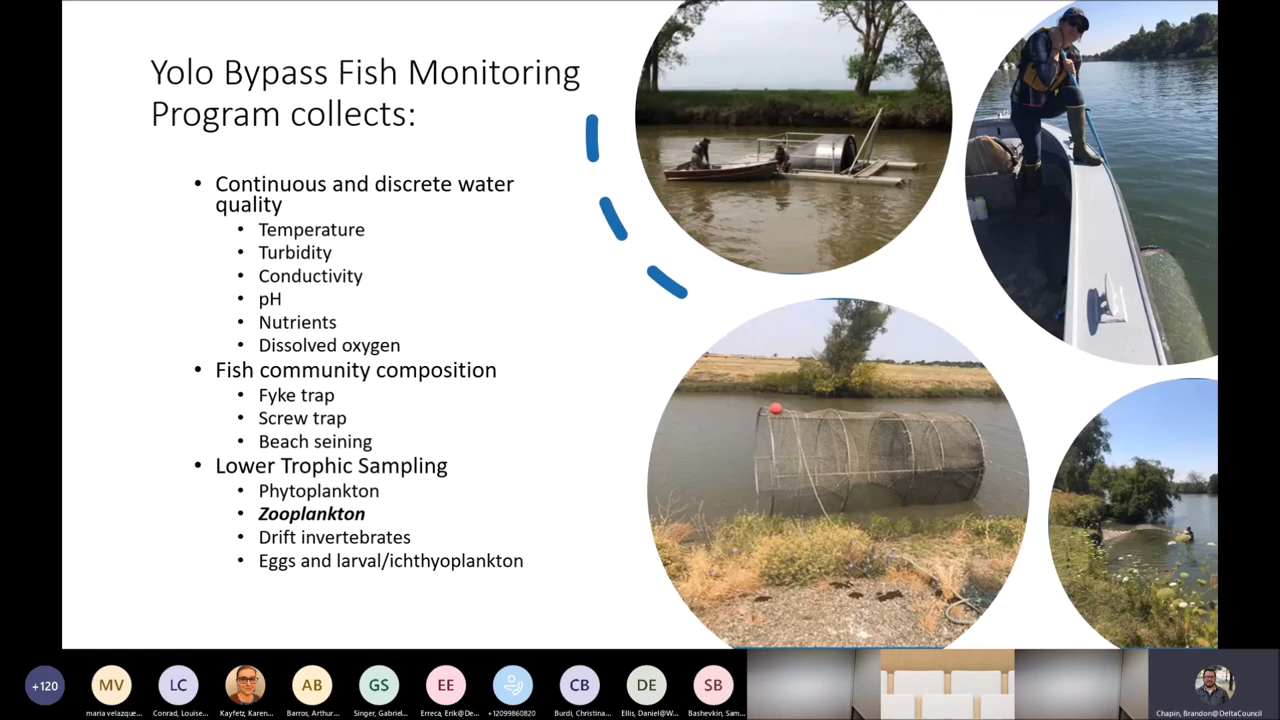 Yolo Bypass Fish Monitoring
Program collects:
• Continuous and discrete water
quality
• Temperature
• Turbidity
• Conductivity
• pH
• Nutrients
• Dissolved oxygen
• Fish community composition
• Fyke trap
• Screw trap
• Beach seining
• Lower Trophic Sampling
• Phytoplankton
• Zooplankton
• Drift invertebrates
• Eggs and larval/ichthyoplankton
+120
MV
LC
AB
GS
EE
CB
DE
SB
maria velazque...
Conrad, Louise...
Kayfetz, Karen...
Barros, Arthur...
Singer, Gabriel...
Erreca, Erik@De...
+12099860820
Burdi, Christina...
Ellis, Daniel@W...
Bashevkin, Sam...
Chapin, Brandon@DeltaCouncil